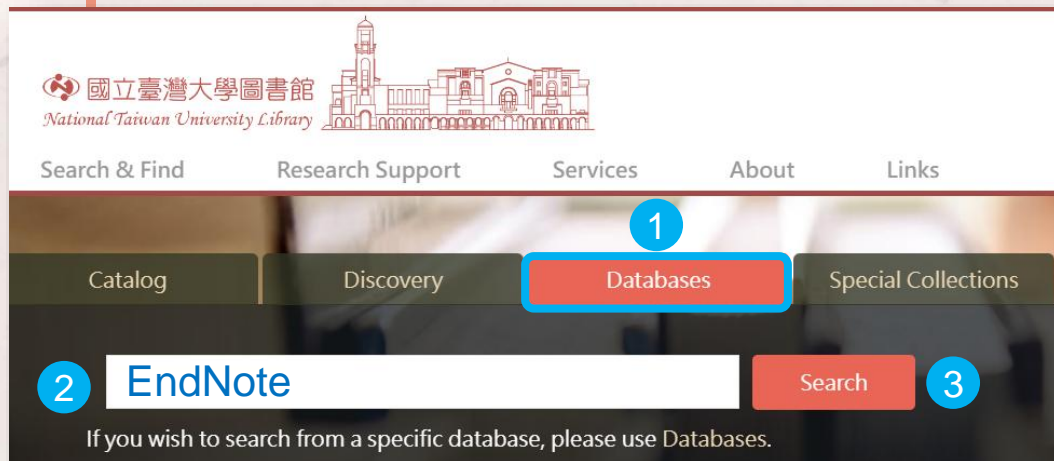 國立臺灣大學圖書館
National Taiwan University Library
Search & Find Research Support Services About Links
1
Catalog Discovery Databases Special Collections
2 EndNote Search 3
If you wish to search from a specific database, please use Databases.